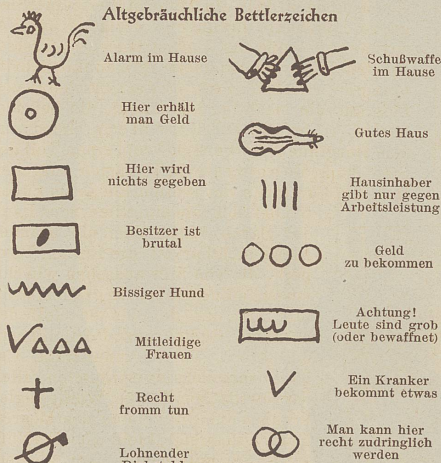 Altgebräuchliche Bettlerzeichen
Alarm im Hause
Hier erhält
man Geld
Hier wird
nichts gegeben
Besitzer ist
brutal
Bissiger Hund
Mitleidige
Frauen
Recht
fromm tun
Lohnender
Schußwaffe
im Hause
Gutes Haus
Hausinhaber
gibt nur gegen
Arbeitsleistung
Geld
zu bekommen
Achtung!
Leute sind grob
(oder bewaffnet)
Ein Kranker
bekommt etwas
Man kann hier
recht zudringlich
werden